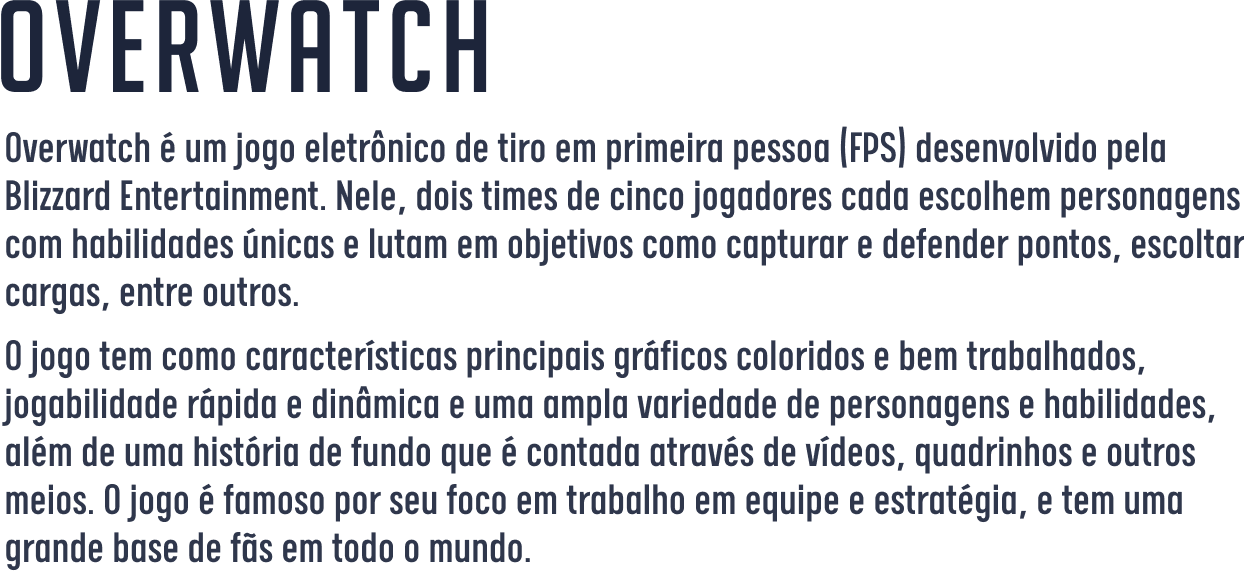 OVERWATCH
Overwatch é um jogo eletrônico de tiro em primeira pessoa (FPS) desenvolvido pela
Blizzard Entertainment. Nele, dois times de cinco jogadores cada escolhem personagens
com habilidades únicas e lutam em objetivos como capturar e defender pontos, escoltar
cargas, entre outros.
O jogo tem como características principais gráficos coloridos e bem trabalhados,
jogabilidade rápida e dinâmica e uma ampla variedade de personagens e habilidades,
além de uma história de fundo que é contada através de vídeos, quadrinhos e outros
meios. O jogo é famoso por seu foco em trabalho em equipe e estratégia, e tem uma
grande base de fãs em todo o mundo.